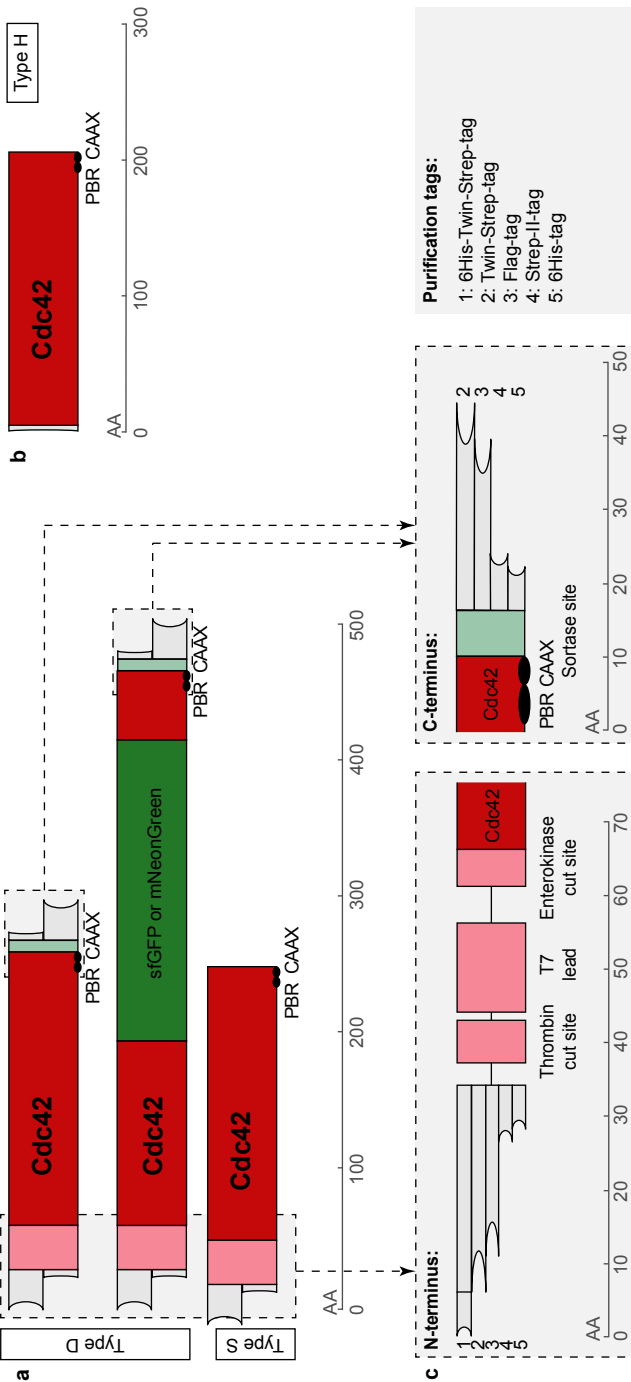 a
Type D
Cdc42
PBR CAAX
Cdc42
sfGFP or mNeonGreen
PBR CAAX
Type S
Cdc42
PBR CAAX
AA
0
100
200
300
400
500
b
Type H
Cdc42
PBR CAAX
AA
0
100
200
300
c
N-terminus:
1
2
3
4
5
Thrombin
cut site
T7
lead
Enterokinase
cut site
Cdc42
AA
0
10
20
30
40
50
60
70
C-terminus:
Cdc42
2
3
4
5
PBR CAAX
Sortase site
AA
0
10
20
30
40
50
Purification tags:
1: 6His-Twin-Strep-tag
2: Twin-Strep-tag
3: Flag-tag
4: Strep-II-tag
5: 6His-tag